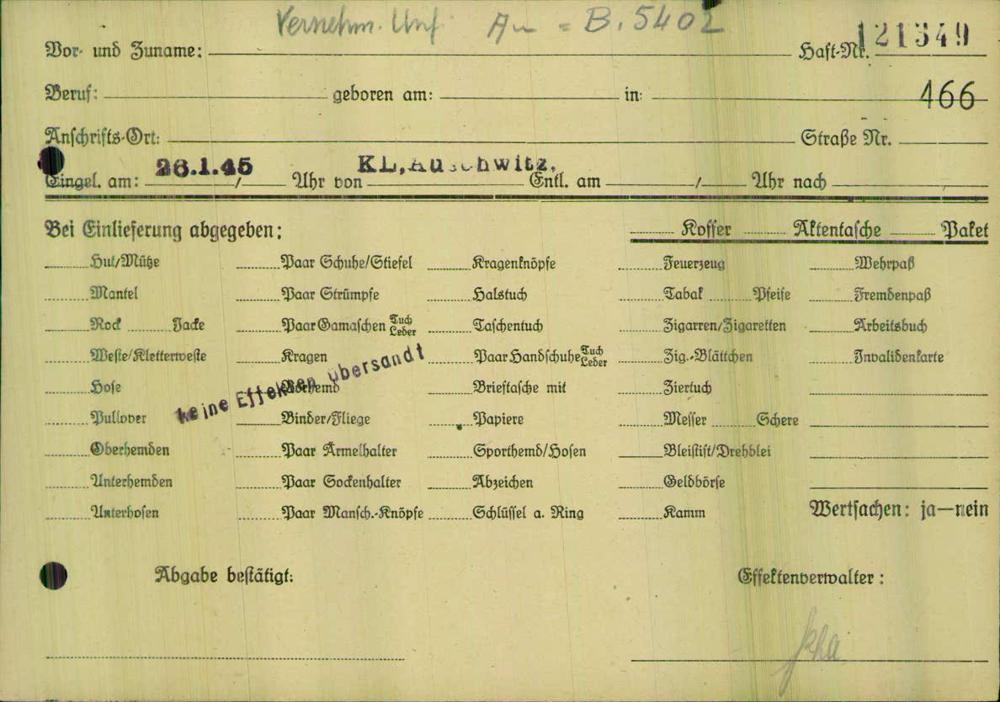 Vernehm. Unf. Au = B. 5402
Vor- und Zuname: Haft-Nr. 121349
Beruf: geboren am: in: 466
Anschrifts-Ort: Straße Nr.
Eingel. am: 26.1.45 / Uhr von KL. Auschwitz. Entl. am / Uhr nach
Bei Einlieferung abgegeben: Koffer Aktentasche Paket
Hut/Mütze Paar Schuhe/Stiefel Kragenknöpfe Feuerzeug Wehrpaß
Mantel Paar Strümpfe Halstuch Tabak Pfeife Fremdenpaß
Rock Jacke Paar Gamaschen Tuch Leder Taschentuch Zigarren/Zigaretten Arbeitsbuch
Weste/Kletterweste Kragen Paar Handschuhe Tuch Leder Zig.-Blättchen Invalidenkarte
Hose Vorhemd Brieftasche mit Ziertuch
keine Effekten übersandt
Pullover Binder/Fliege Papiere Messer Schere
Oberhemden Paar Ärmelhalter Sporthemd/Hosen Bleistift/Drehblei
Unterhemden Paar Sockenhalter Abzeichen Geldbörse
Unterhosen Paar Mansch.-Knöpfe Schlüssel a. Ring Kamm Wertsachen: ja—nein
Abgabe bestätigt: Effektenverwalter: